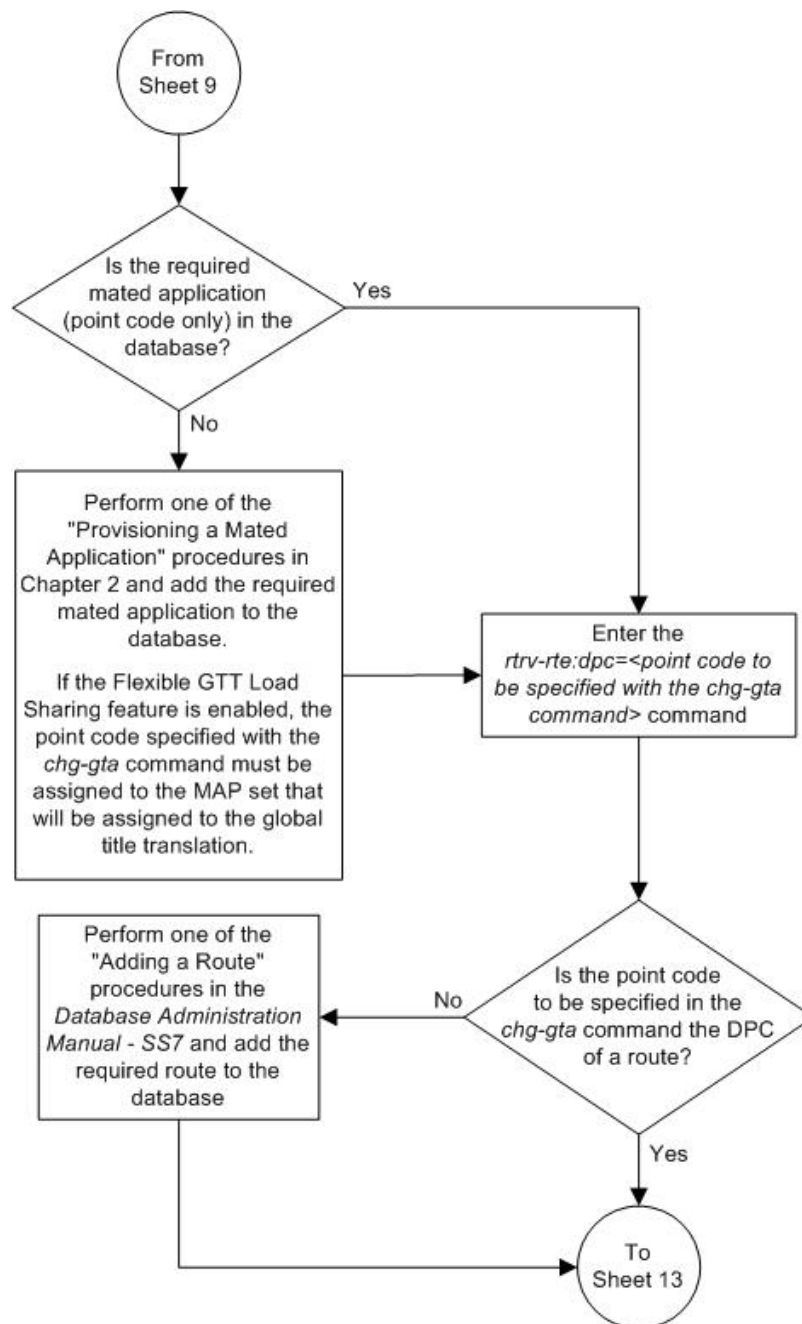 From
Sheet 9
Is the required
mated application
(point code only) in the
database?
Yes
No
Perform one of the
"Provisioning a Mated
Application" procedures in
Chapter 2 and add the required
mated application to the
database.
If the Flexible GTT Load
Sharing feature is enabled, the
point code specified with the
chg-gta command must be
assigned to the MAP set that
will be assigned to the global
title translation.
Enter the
rtrv-rte:dpc=<point code to
be specified with the chg-gta
command> command
Is the point code
to be specified in the
chg-gta command the DPC
of a route?
No
Yes
Perform one of the
"Adding a Route"
procedures in the
Database Administration
Manual - SS7 and add the
required route to the
database
To
Sheet 13